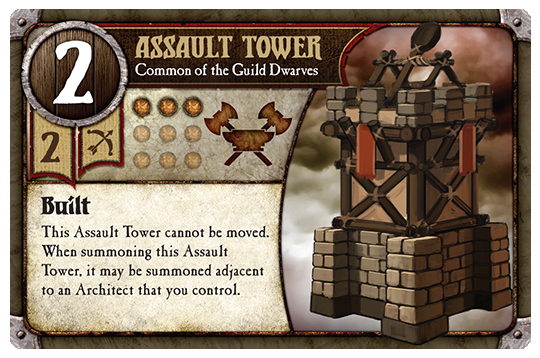 2
ASSAULT TOWER
Common of the Guild Dwarves
2
Built
This Assault Tower cannot be moved.
When summoning this Assault
Tower, it may be summoned adjacent
to an Architect that you control.